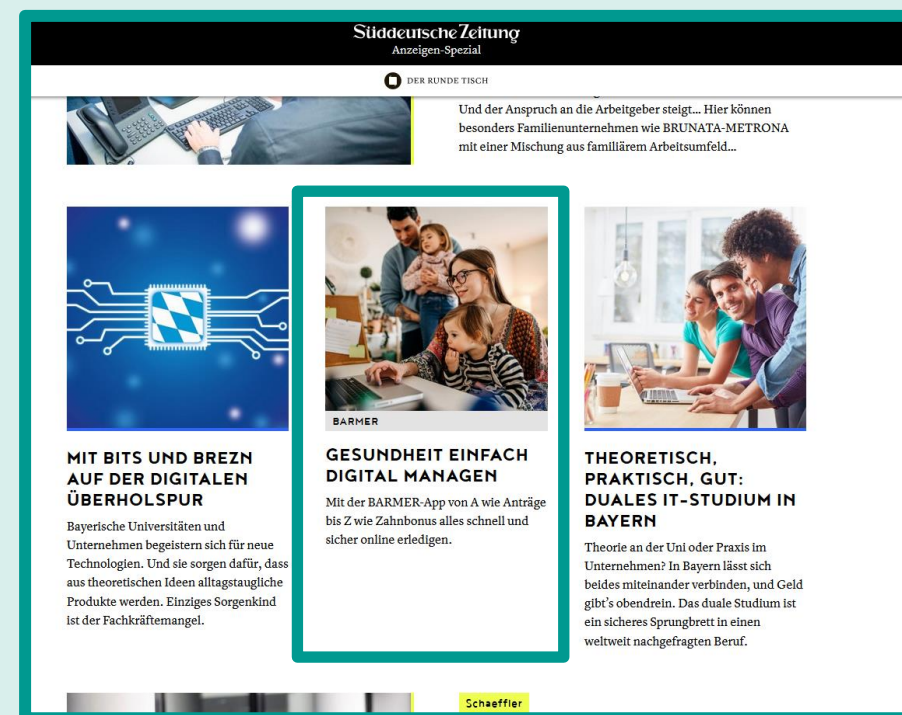 Süddeutsche Zeitung
Anzeigen-Spezial
DER RUNDE TISCH
Und der Anspruch an die Arbeitgeber steigt... Hier können
besonders Familienunternehmen wie BRUNATA-METRONA
mit einer Mischung aus familiärem Arbeitsumfeld...
MIT BITS UND BREZN
AUF DER DIGITALEN
ÜBERHOLSPUR
Bayerische Universitäten und
Unternehmen begeistern sich für neue
Technologien. Und sie sorgen dafür, dass
aus theoretischen Ideen alltagstaugliche
Produkte werden. Einziges Sorgenkind
ist der Fachkräftemangel.
BARMER
GESUNDHEIT EINFACH
DIGITAL MANAGEN
Mit der BARMER-App von A wie Anträge
bis Z wie Zahnbonus alles schnell und
sicher online erledigen.
THEORETISCH,
PRAKTISCH, GUT:
DUALES IT-STUDIUM IN
BAYERN
Theorie an der Uni oder Praxis im
Unternehmen? In Bayern lässt sich
beides miteinander verbinden, und Geld
gibt's obendrein. Das duale Studium ist
ein sicheres Sprungbrett in einen
weltweit nachgefragten Beruf.
Schaeffler